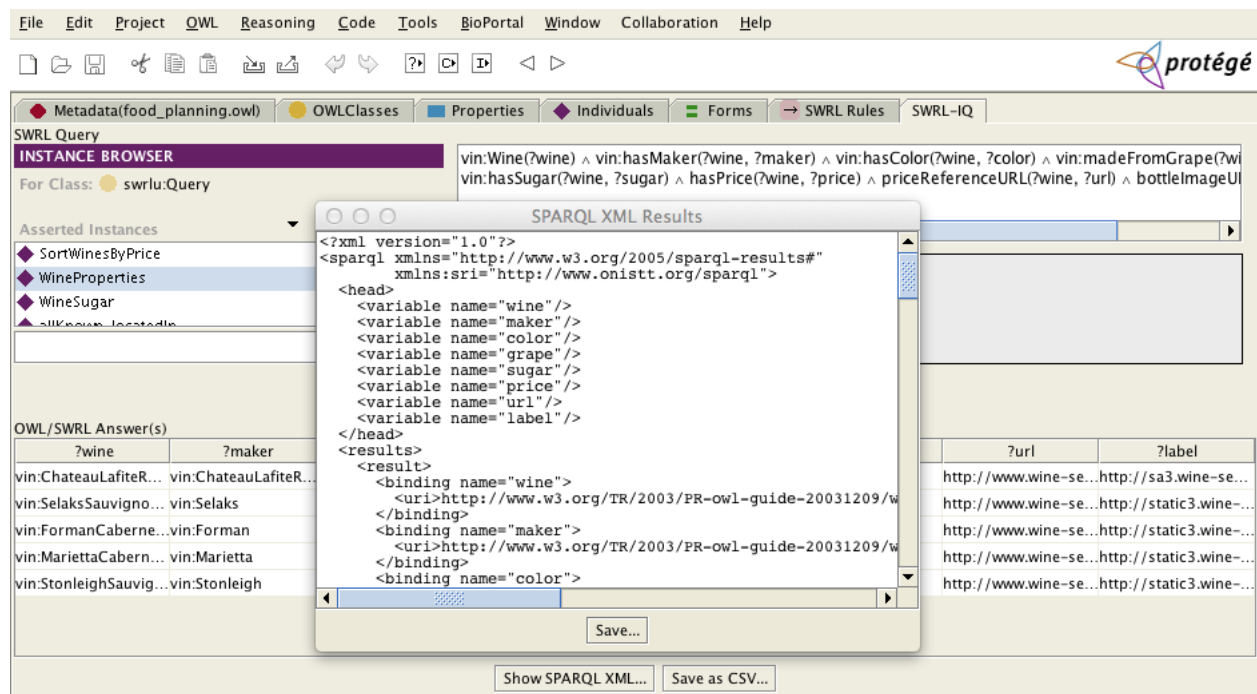 File Edit Project OWL Reasoning Code Tools BioPortal Window Collaboration Help
protégé
Metadata(food_planning.owl) OWLClasses Properties Individuals Forms SWRL Rules SWRL-IQ
SWRL Query
INSTANCE BROWSER
For Class: swrlu:Query
vin:Wine(?wine) ∧ vin:hasMaker(?wine, ?maker) ∧ vin:hasColor(?wine, ?color) ∧ vin:madeFromGrape(?wi
vin:hasSugar(?wine, ?sugar) ∧ hasPrice(?wine, ?price) ∧ priceReferenceURL(?wine, ?url) ∧ bottleImageU
Asserted Instances
SortWinesByPrice
WineProperties
WineSugar
SPARQL XML Results
<?xml version="1.0"?>
<sparql xmlns="http://www.w3.org/2005/sparql-results#"
xmlns:sri="http://www.onistt.org/sparql">
<head>
<variable name="wine"/>
<variable name="maker"/>
<variable name="color"/>
<variable name="grape"/>
<variable name="sugar"/>
<variable name="price"/>
<variable name="url"/>
<variable name="label"/>
</head>
<results>
<result>
<binding name="wine">
<uri>http://www.w3.org/TR/2003/PR-owl-guide-20031209/w
</binding>
<binding name="maker">
<uri>http://www.w3.org/TR/2003/PR-owl-guide-20031209/w
</binding>
<binding name="color">
Save...
OWL/SWRL Answer(s)
?wine ?maker ?url ?label
vin:ChateauLafiteR... vin:ChateauLafiteR... http://www.wine-se... http://sa3.wine-se...
vin:SelaksSauvigno... vin:Selaks http://www.wine-se... http://static3.wine-...
vin:FormanCaberne... vin:Forman http://www.wine-se... http://static3.wine-...
vin:MariettaCabern... vin:Marietta http://www.wine-se... http://static3.wine-...
vin:StonleighSauvig... vin:Stonleigh http://www.wine-se... http://static3.wine-...
Show SPARQL XML... Save as CSV...